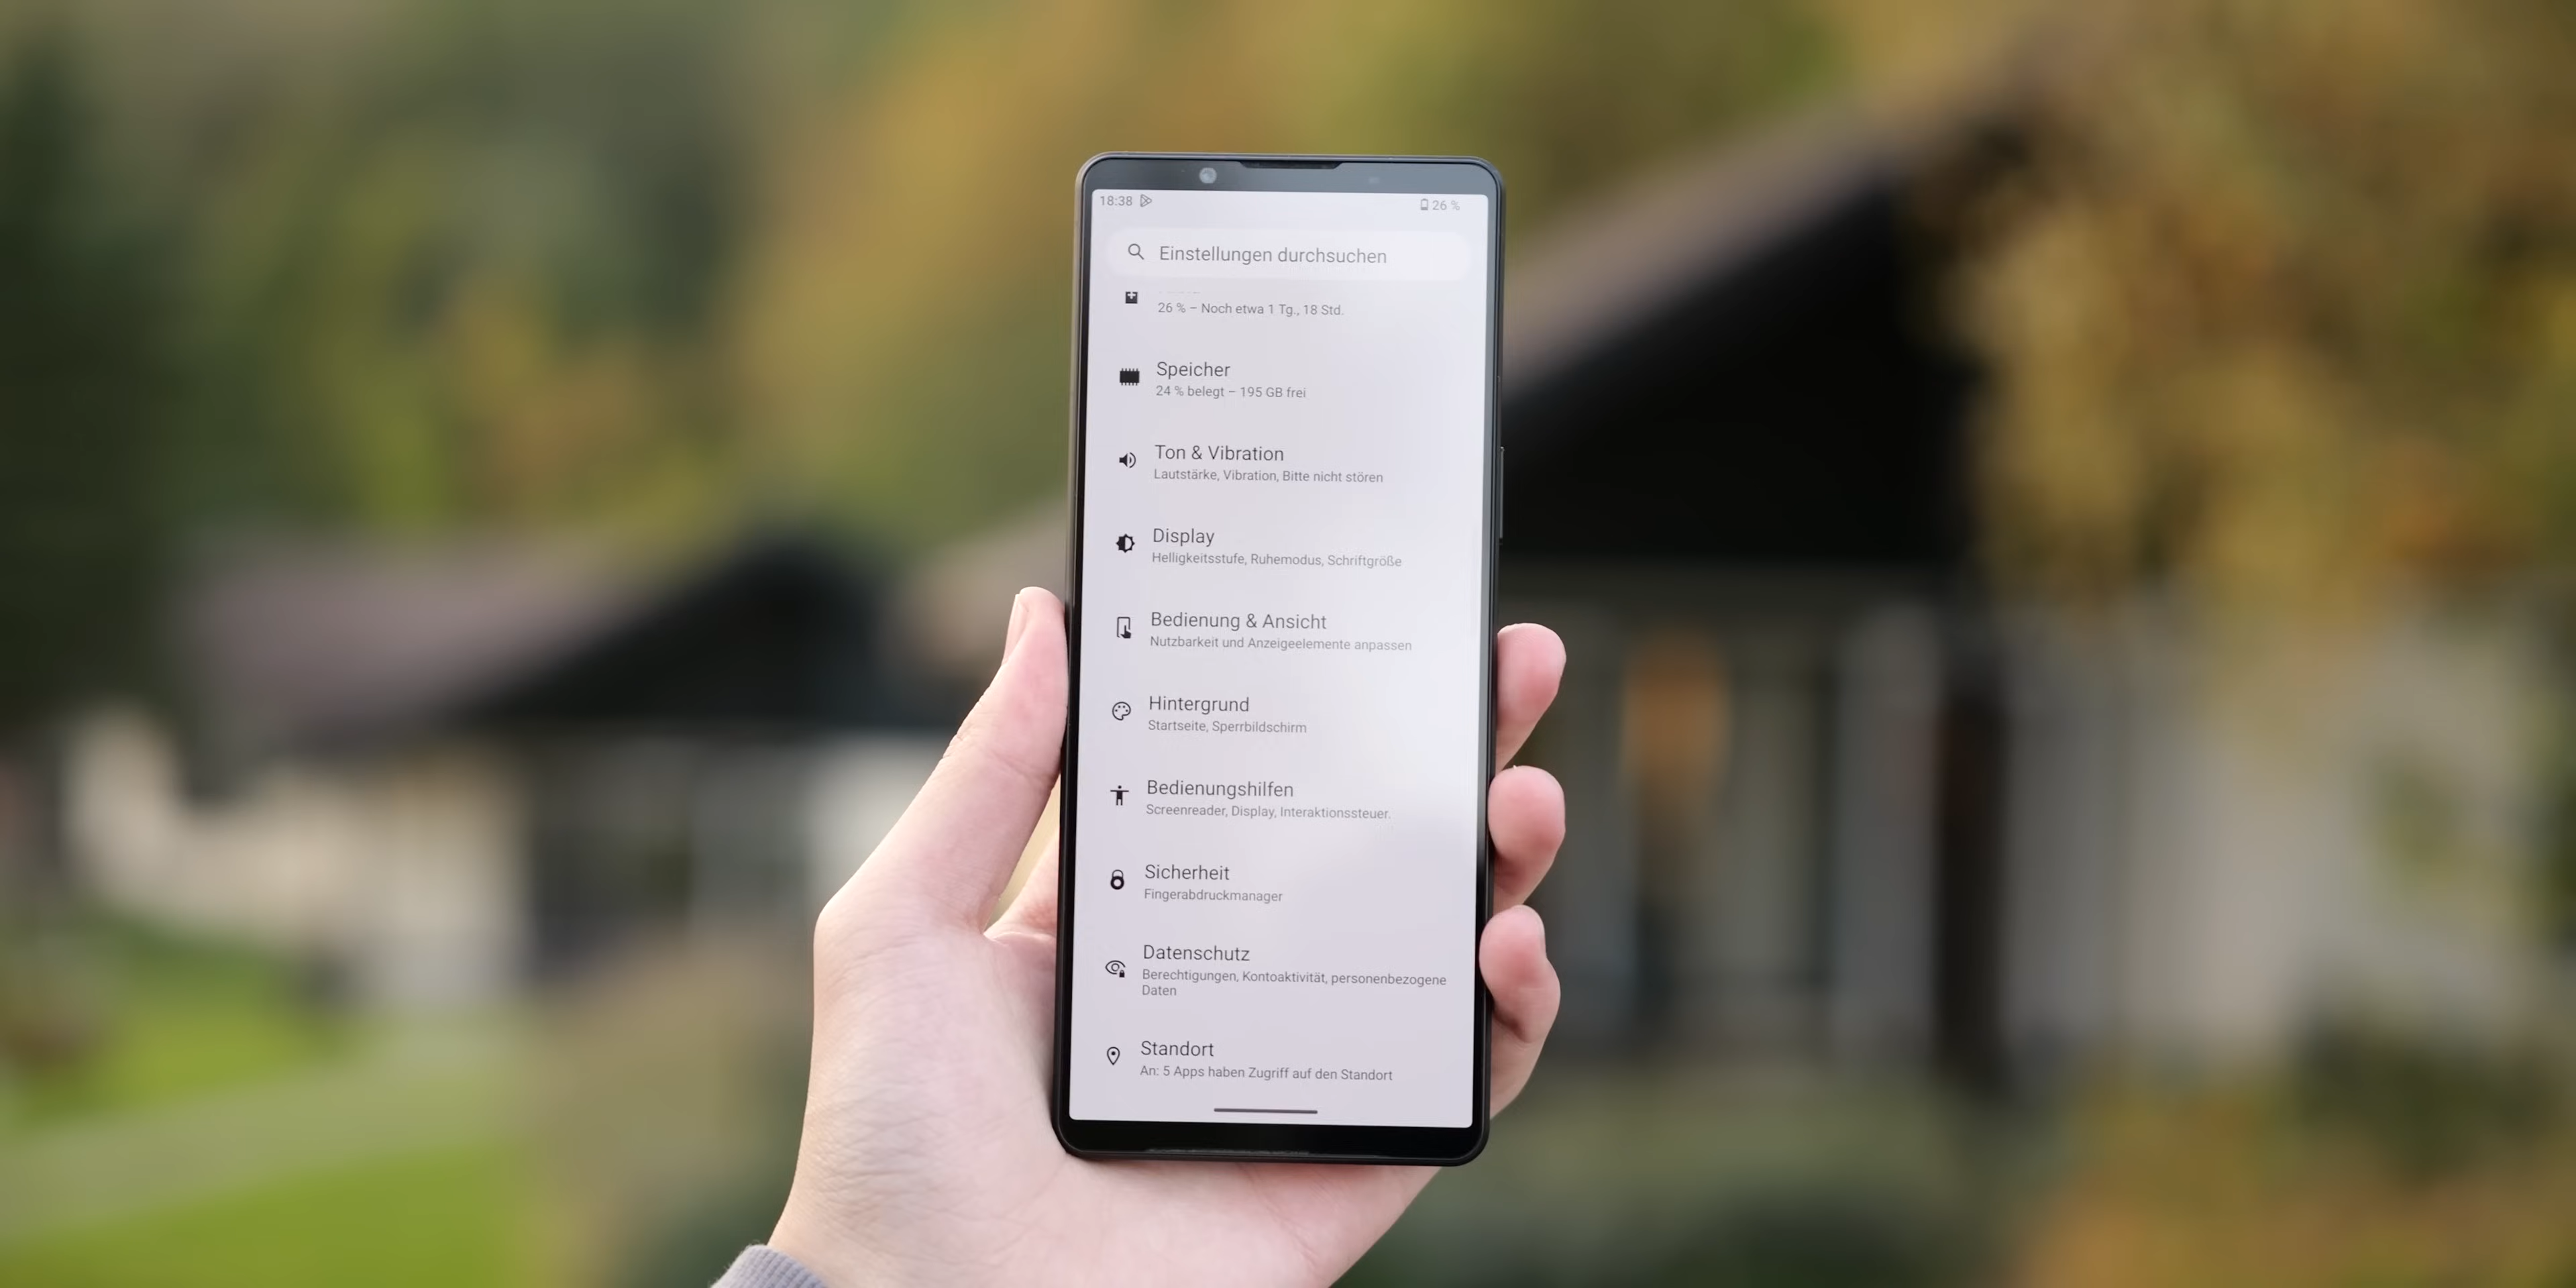 18:38
26 %
Einstellungen durchsuchen
26 % – Noch etwa 1 Tg., 18 Std.
Speicher
24 % belegt – 195 GB frei
Ton & Vibration
Lautstärke, Vibration, Bitte nicht stören
Display
Helligkeitsstufe, Ruhemodus, Schriftgröße
Bedienung & Ansicht
Nutzbarkeit und Anzeigeelemente anpassen
Hintergrund
Startseite, Sperrbildschirm
Bedienungshilfen
Screenreader, Display, Interaktionssteuer.
Sicherheit
Fingerabdruckmanager
Datenschutz
Berechtigungen, Kontoaktivität, personenbezogene
Daten
Standort
An: 5 Apps haben Zugriff auf den Standort